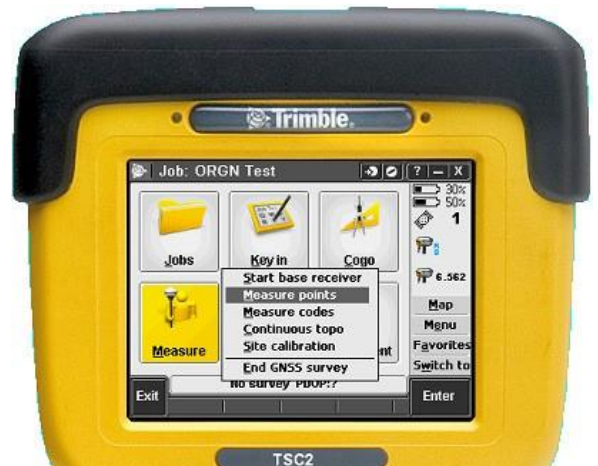 Trimble.
Job: ORGN Test
? – X
30%
50%
1
Jobs
Key in
Cogo
6.562
Start base receiver
Measure points
Measure codes
Continuous topo
Site calibration
End GNSS survey
Measure
nt
Map
Menu
Favorites
Switch to
No survey PDOP:?
Exit
Enter
TSC2